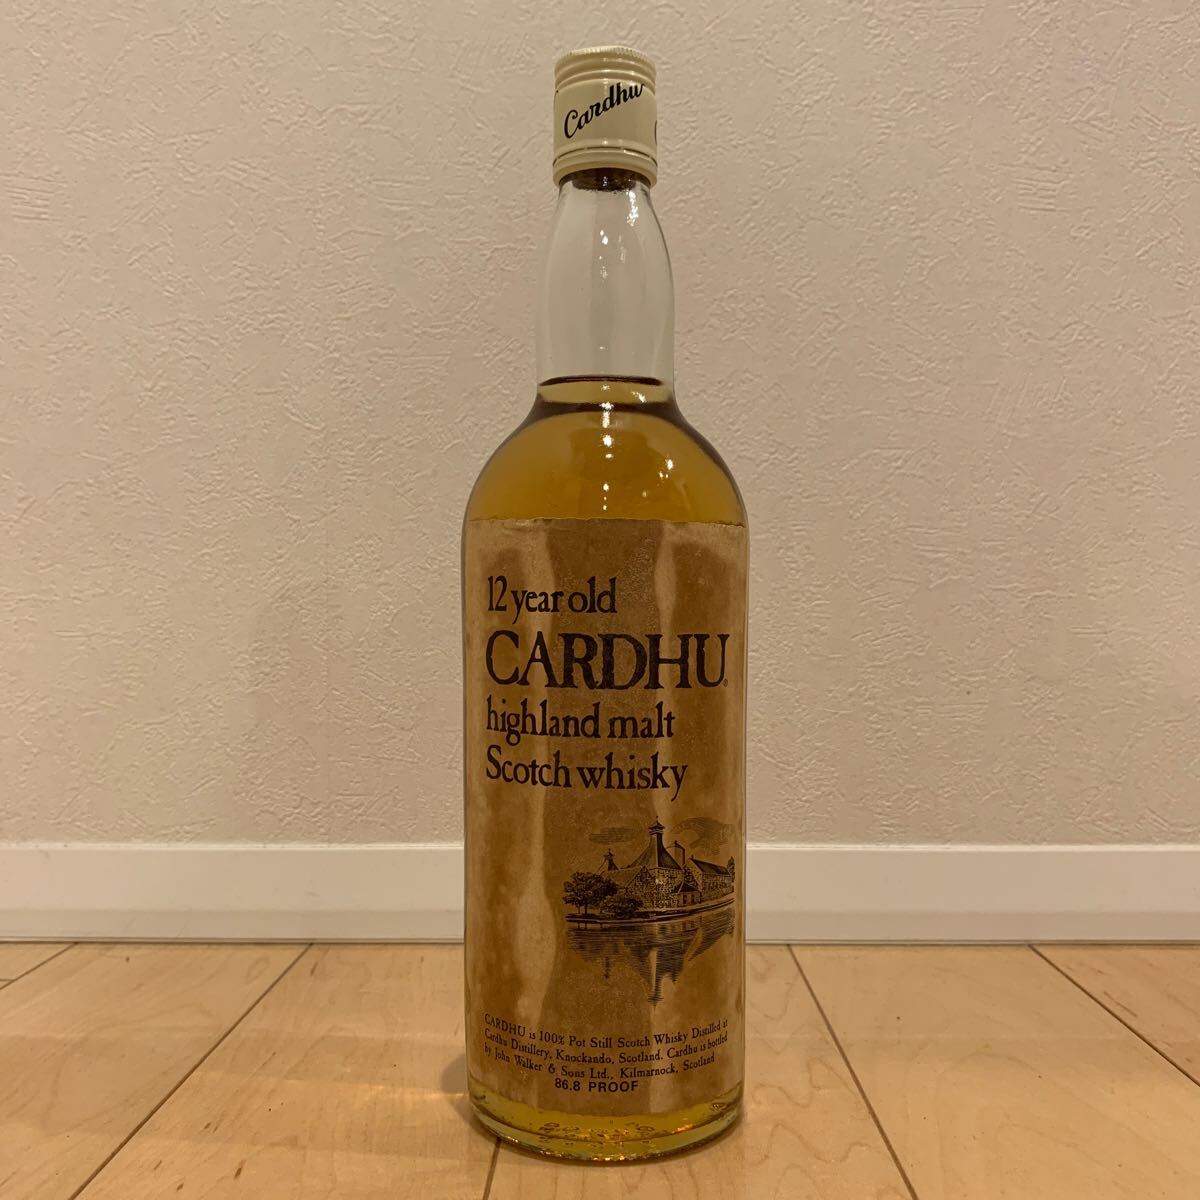 Cardhu
12 year old
CARDHU®
highland malt
Scotch whisky
CARDHU is 100% Pot Still Scotch Whisky Distilled at
Cardhu Distillery, Knockando, Scotland. Cardhu is bottled
by John Walker & Sons Ltd., Kilmarnock, Scotland
86.8 PROOF